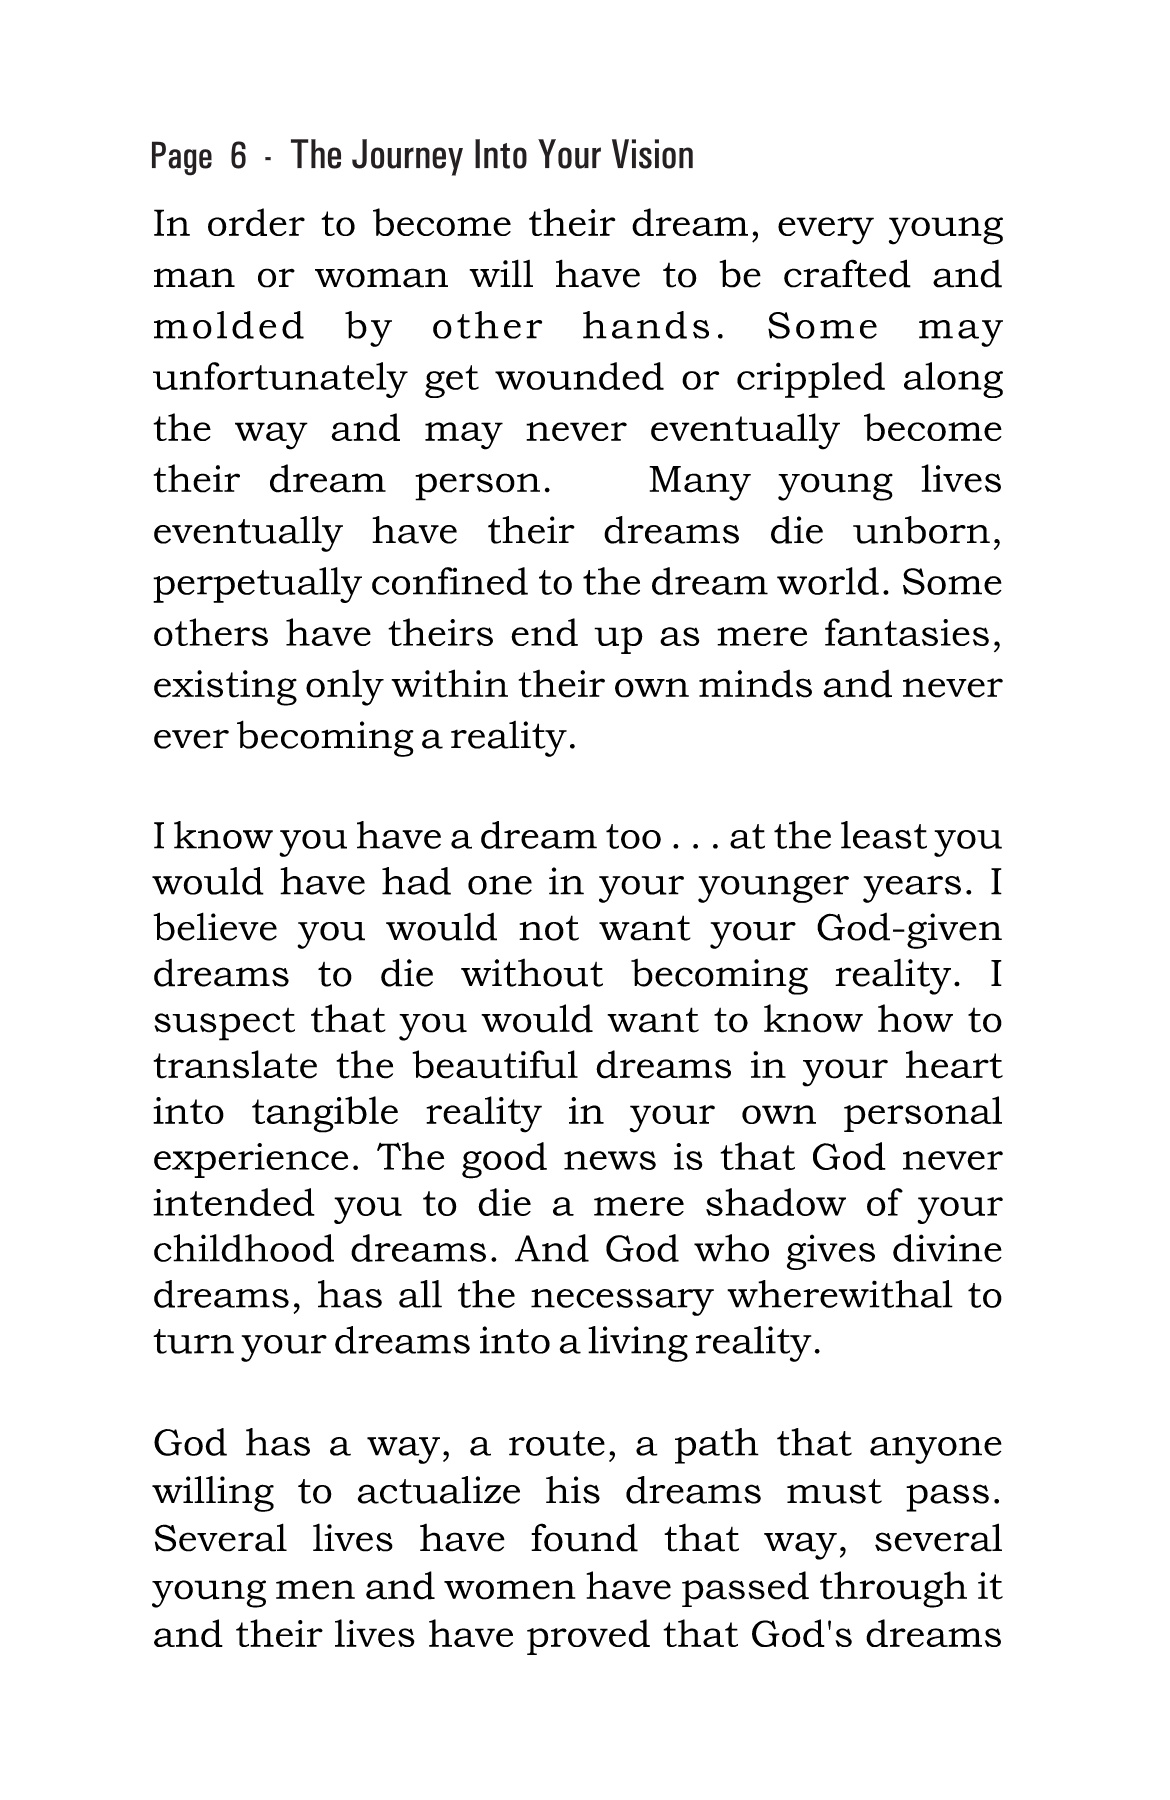 Page 6 - The Journey Into Your Vision
In order to become their dream, every young
man or woman will have to be crafted and
molded by other hands. Some may
unfortunately get wounded or crippled along
the way and may never eventually become
their dream person. Many young lives
eventually have their dreams die unborn,
perpetually confined to the dream world. Some
others have theirs end up as mere fantasies,
existing only within their own minds and never
ever becoming a reality.
I know you have a dream too . . . at the least you
would have had one in your younger years. I
believe you would not want your God-given
dreams to die without becoming reality. I
suspect that you would want to know how to
translate the beautiful dreams in your heart
into tangible reality in your own personal
experience. The good news is that God never
intended you to die a mere shadow of your
childhood dreams. And God who gives divine
dreams, has all the necessary wherewithal to
turn your dreams into a living reality.
God has a way, a route, a path that anyone
willing to actualize his dreams must pass.
Several lives have found that way, several
young men and women have passed through it
and their lives have proved that God's dreams